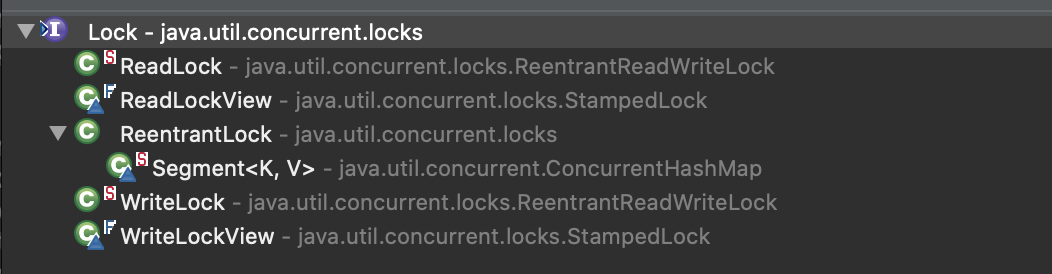 Lock - java.util.concurrent.locks
ReadLock - java.util.concurrent.locks.ReentrantReadWriteLock
ReadLockView - java.util.concurrent.locks.StampedLock
ReentrantLock - java.util.concurrent.locks
Segment<K, V> - java.util.concurrent.ConcurrentHashMap
WriteLock - java.util.concurrent.locks.ReentrantReadWriteLock
WriteLockView - java.util.concurrent.locks.StampedLock